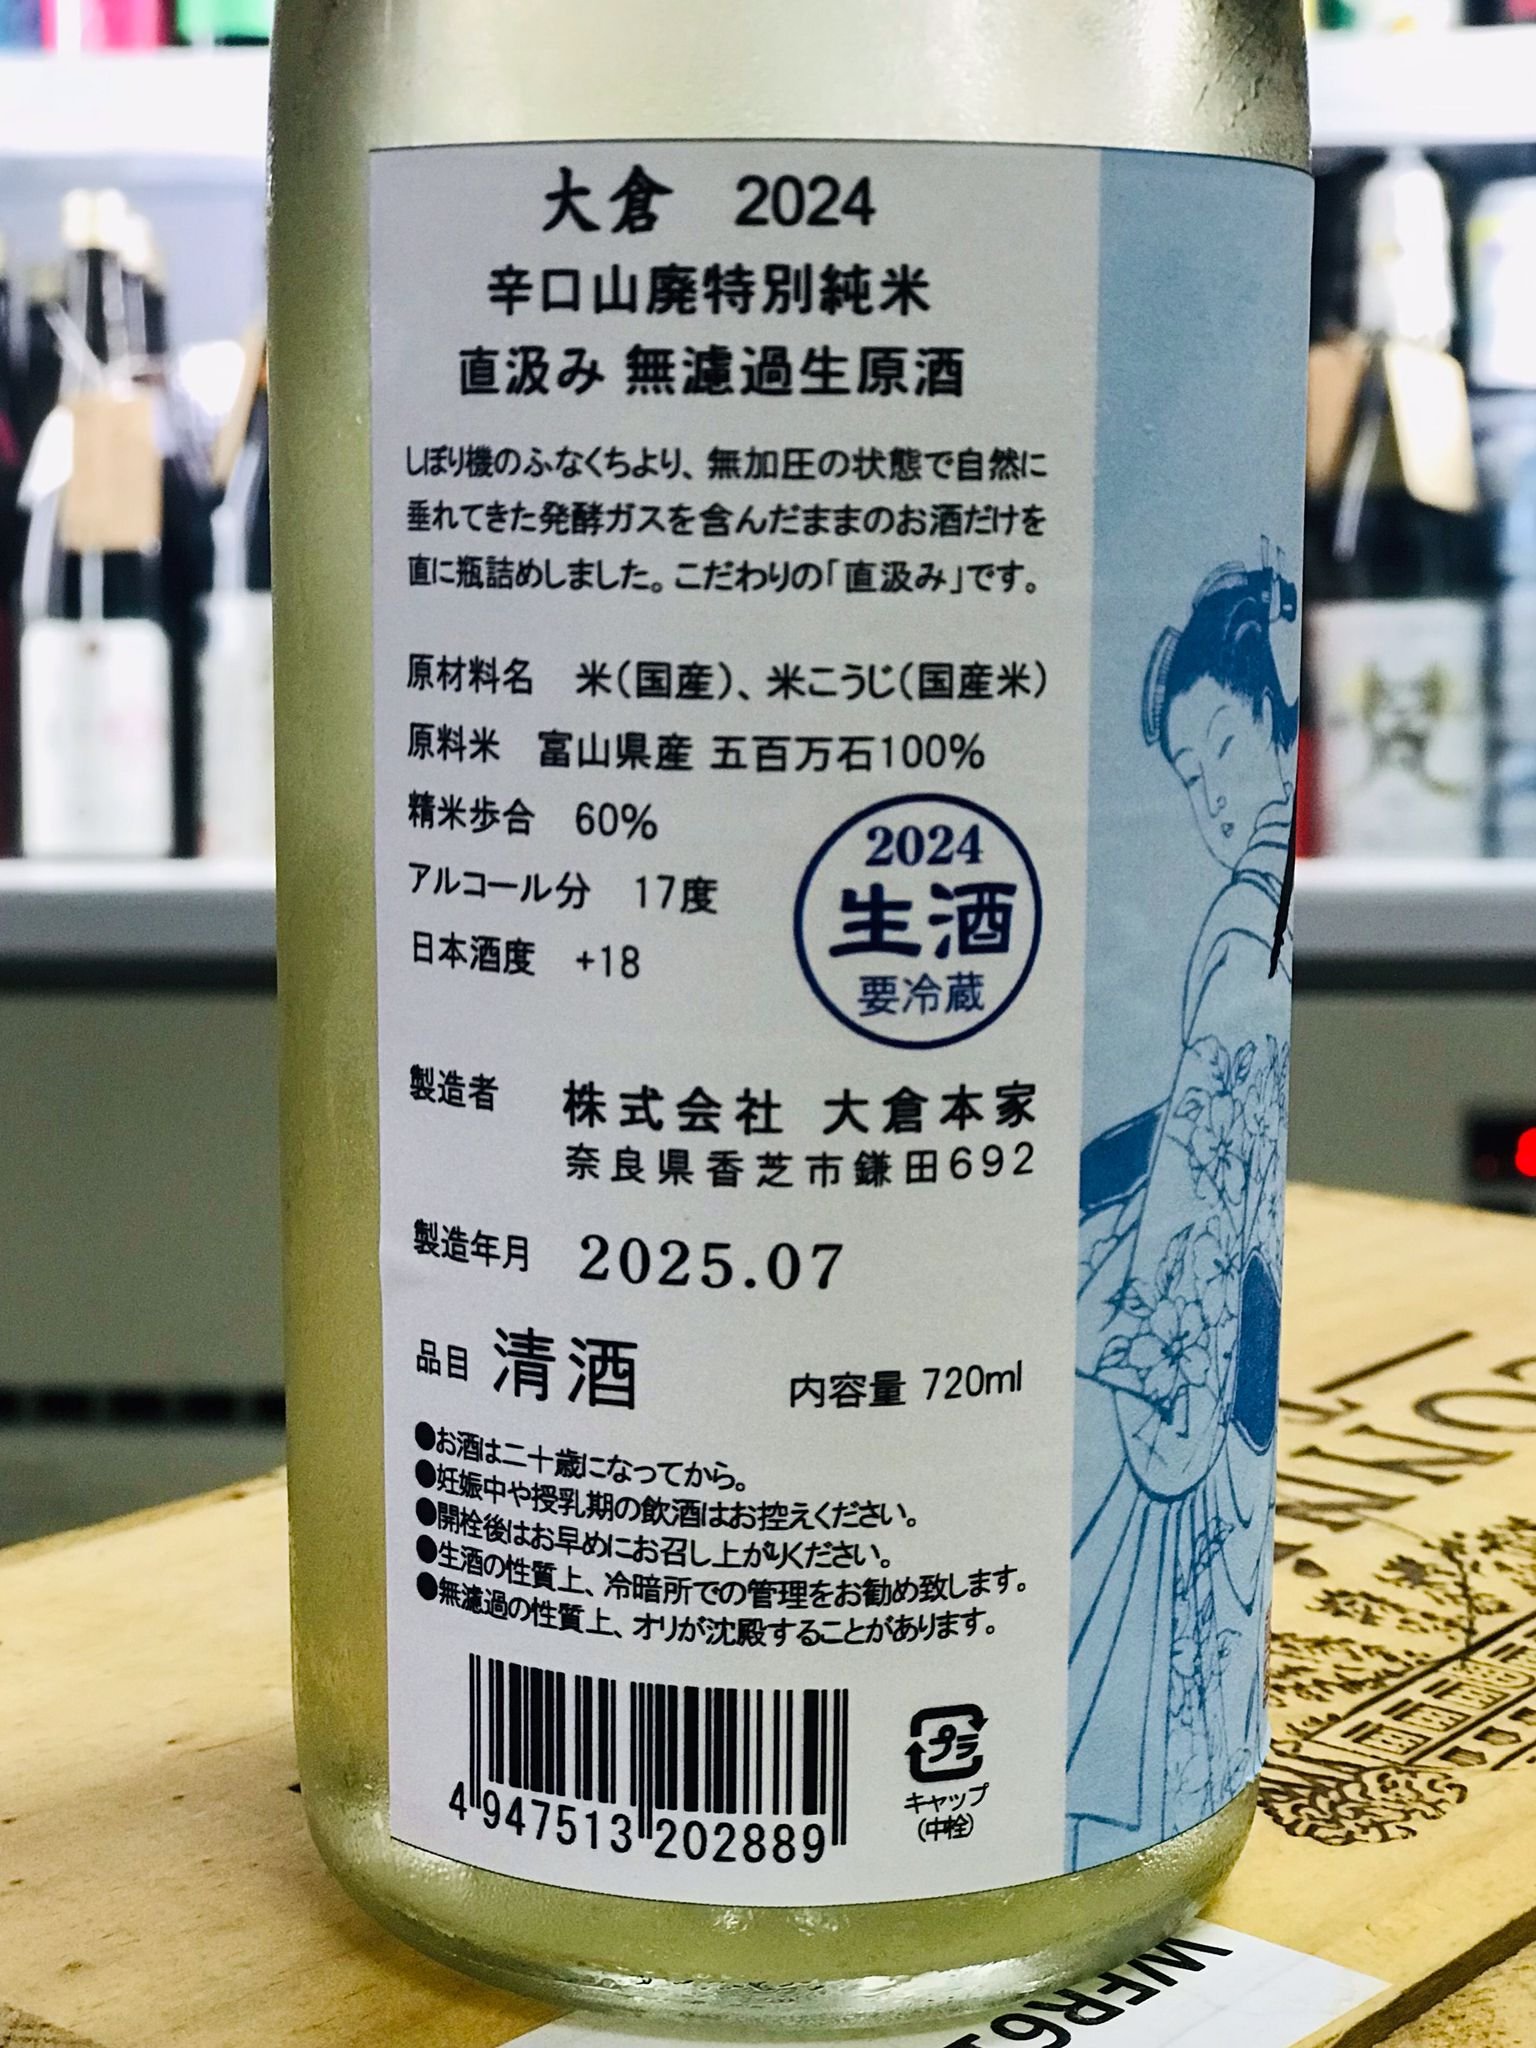 大倉 2024
辛口山廃特別純米
直汲み 無濾過生原酒
しぼり機のふなくちより、無加圧の状態で自然に
垂れてきた発酵ガスを含んだままのお酒だけを
直に瓶詰めしました。こだわりの「直汲み」です。
原材料名 米(国産)、米こうじ(国産米)
原料米 富山県産 五百万石100%
精米歩合 60%
アルコール分 17度
日本酒度 +18
2024
生酒
要冷蔵
製造者 株式会社 大倉本家
奈良県香芝市鎌田692
製造年月 2025.07
品目 清酒 内容量 720ml
●お酒は二十歳になってから。
●妊娠中や授乳期の飲酒はお控えください。
●開栓後はお早めにお召し上がりください。
●生酒の性質上、冷暗所での管理をお勧め致します。
●無濾過の性質上、オリが沈殿することがあります。
4 947513 202889
プラ
キャップ
(中栓)